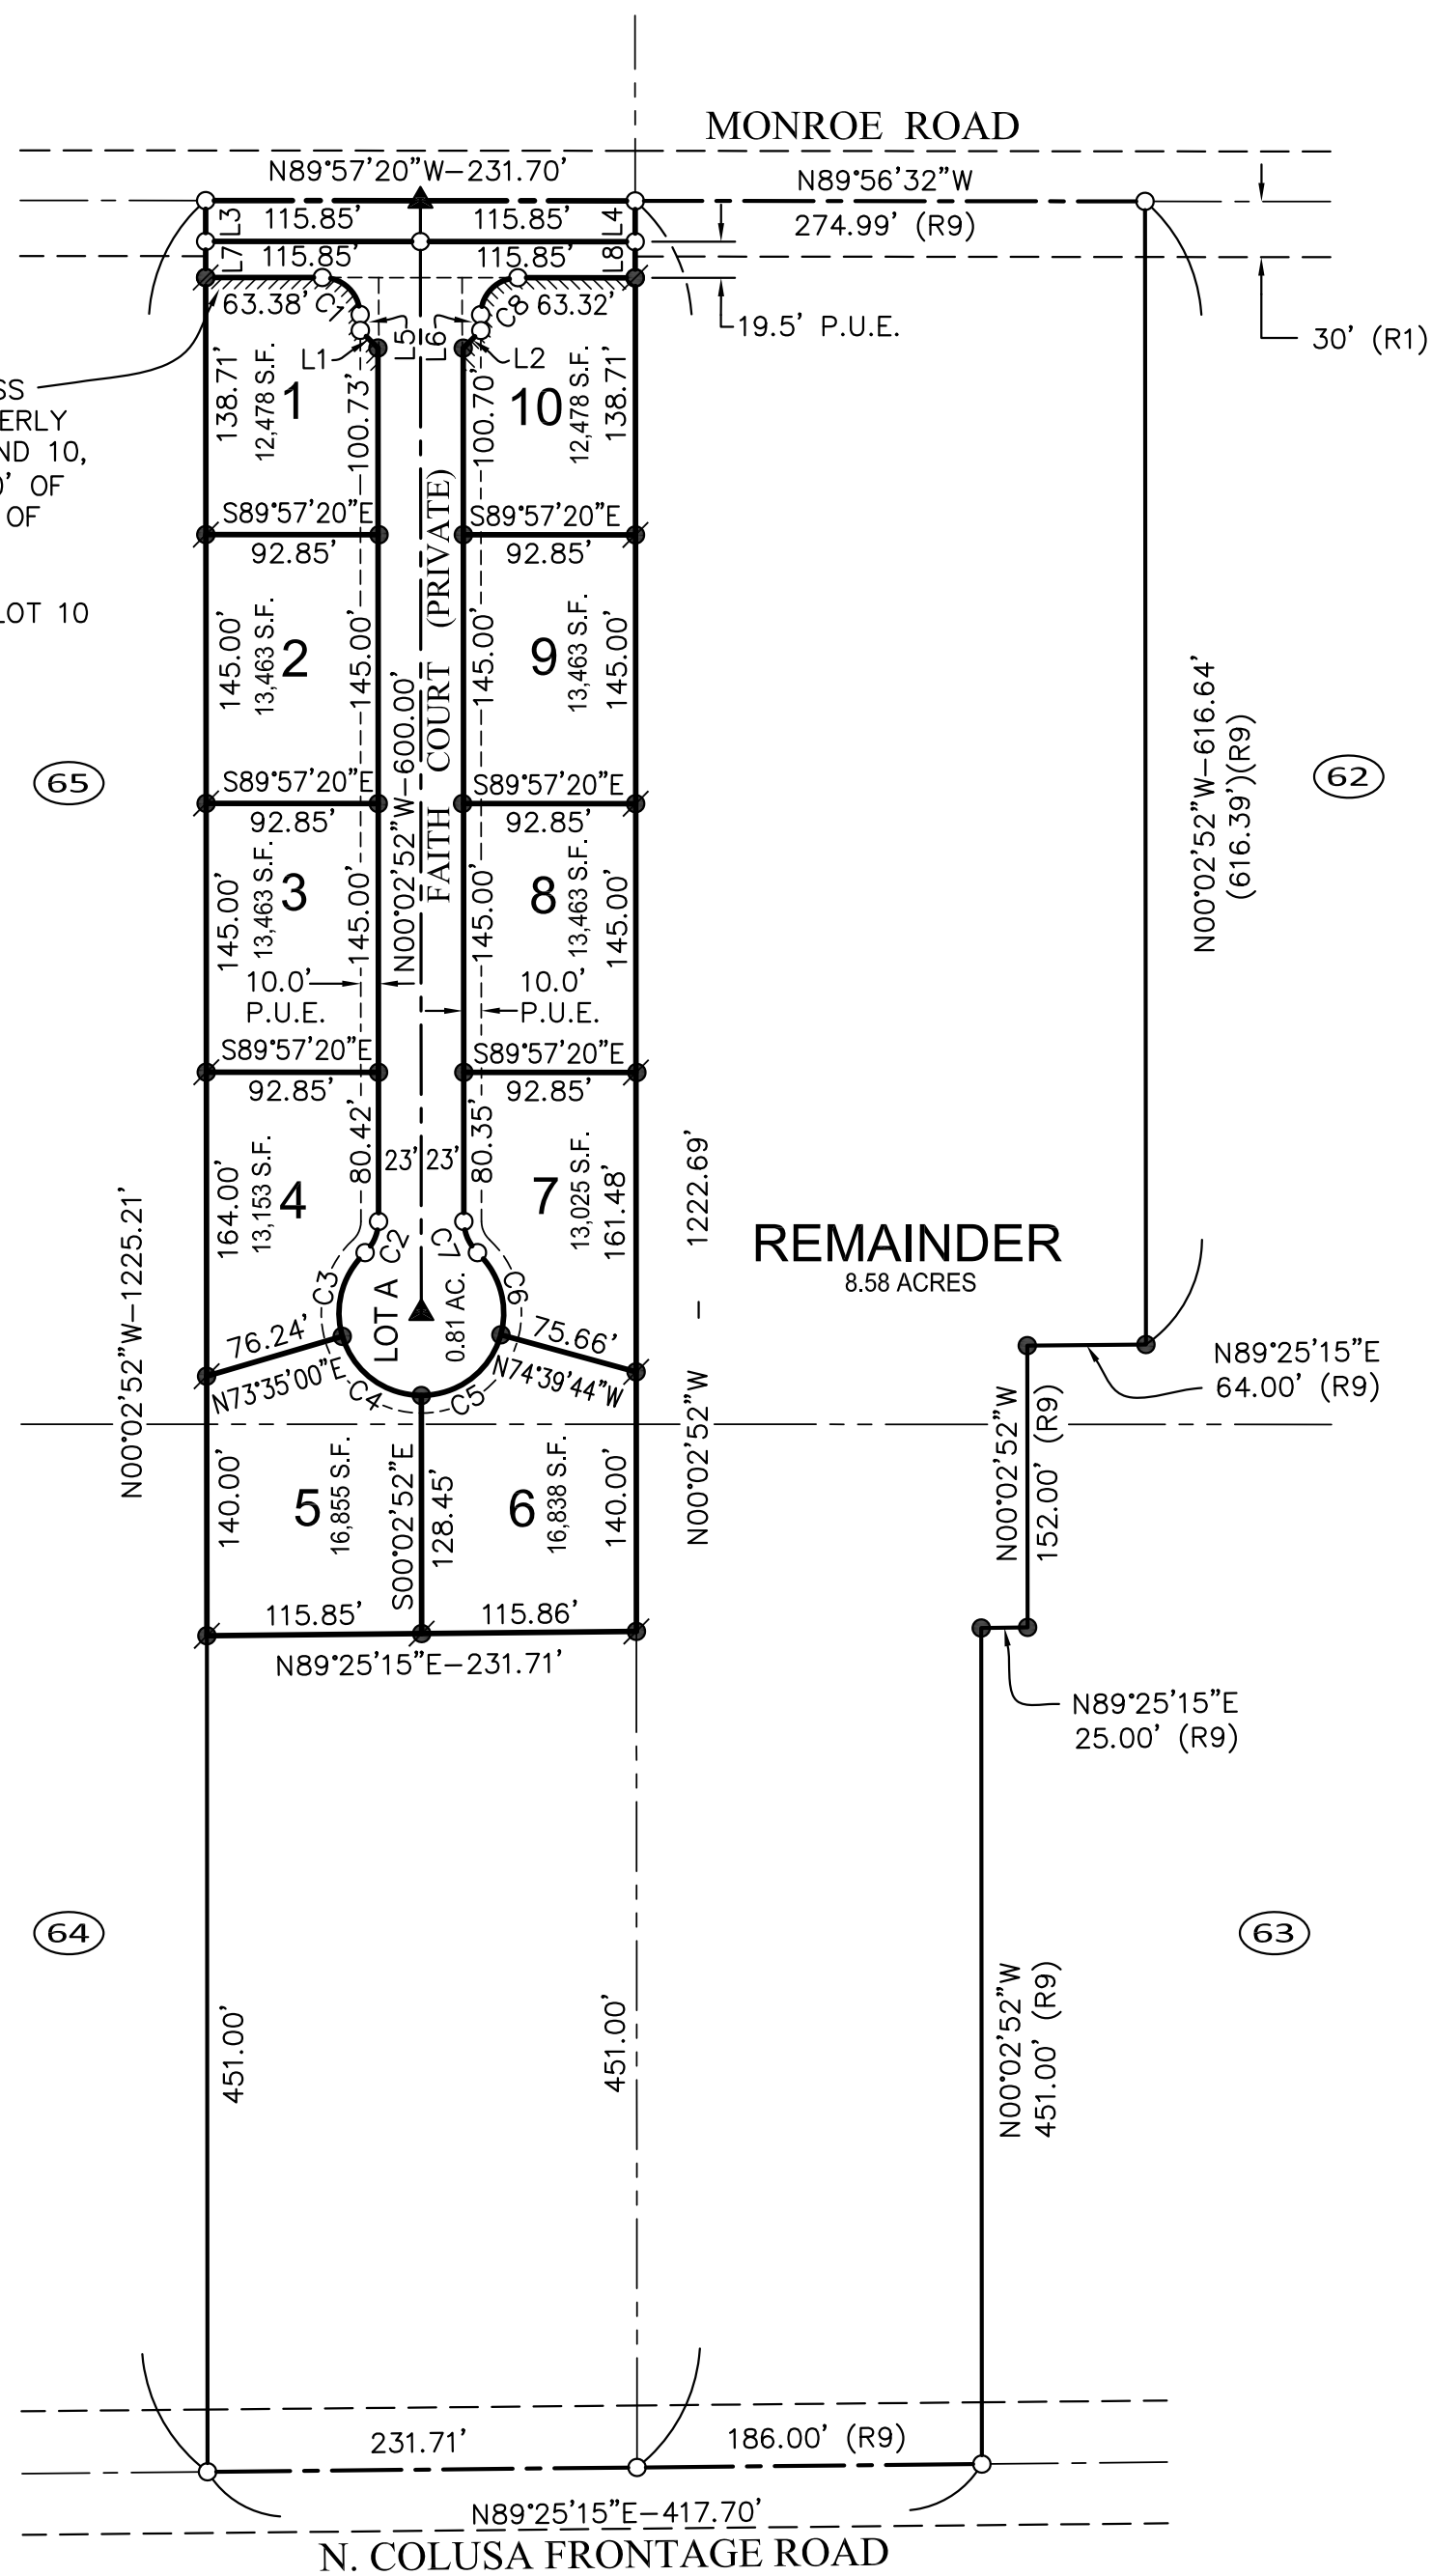 MONROE ROAD
N89°57'20"W-231.70'
N89°56'32"W
274.99' (R9)
L3
115.85'
115.85'
L4
L7
115.85'
115.85'
L8
63.38'
C1
C8
63.32'
19.5' P.U.E.
30' (R1)
L1
L5
L6
L2
SS
ERLY
ND 10,
0' OF
OF
LOT 10
138.71'
12,478 S.F.
1
100.73'
100.70'
10
12,478 S.F.
138.71'
S89°57'20"E
92.85'
S89°57'20"E
92.85'
145.00'
13,463 S.F.
2
145.00'
N00°02'52"W-600.00'
FAITH COURT (PRIVATE)
145.00'
9
13,463 S.F.
145.00'
65
62
N00°02'52"W-616.64'
(616.39')(R9)
S89°57'20"E
92.85'
S89°57'20"E
92.85'
145.00'
13,463 S.F.
3
145.00'
145.00'
8
13,463 S.F.
145.00'
10.0'
P.U.E.
10.0'
P.U.E.
S89°57'20"E
92.85'
S89°57'20"E
92.85'
164.00'
13,153 S.F.
4
80.42'
23'
23'
80.35'
7
13,025 S.F.
161.48'
N00°02'52"W-1225.21'
N00°02'52"W - 1222.69'
REMAINDER
8.58 ACRES
C2
C7
C3
C6
LOT A
0.81 AC.
76.24'
N73°35'00"E
75.66'
N74°39'44"W
C4
C5
N89°25'15"E
64.00' (R9)
N00°02'52"W
152.00' (R9)
140.00'
5
16,855 S.F.
S00°02'52"E
128.45'
6
16,838 S.F.
140.00'
115.85'
115.86'
N89°25'15"E-231.71'
N89°25'15"E
25.00' (R9)
64
63
451.00'
451.00'
N00°02'52"W
451.00' (R9)
231.71'
186.00' (R9)
N89°25'15"E-417.70'
N. COLUSA FRONTAGE ROAD